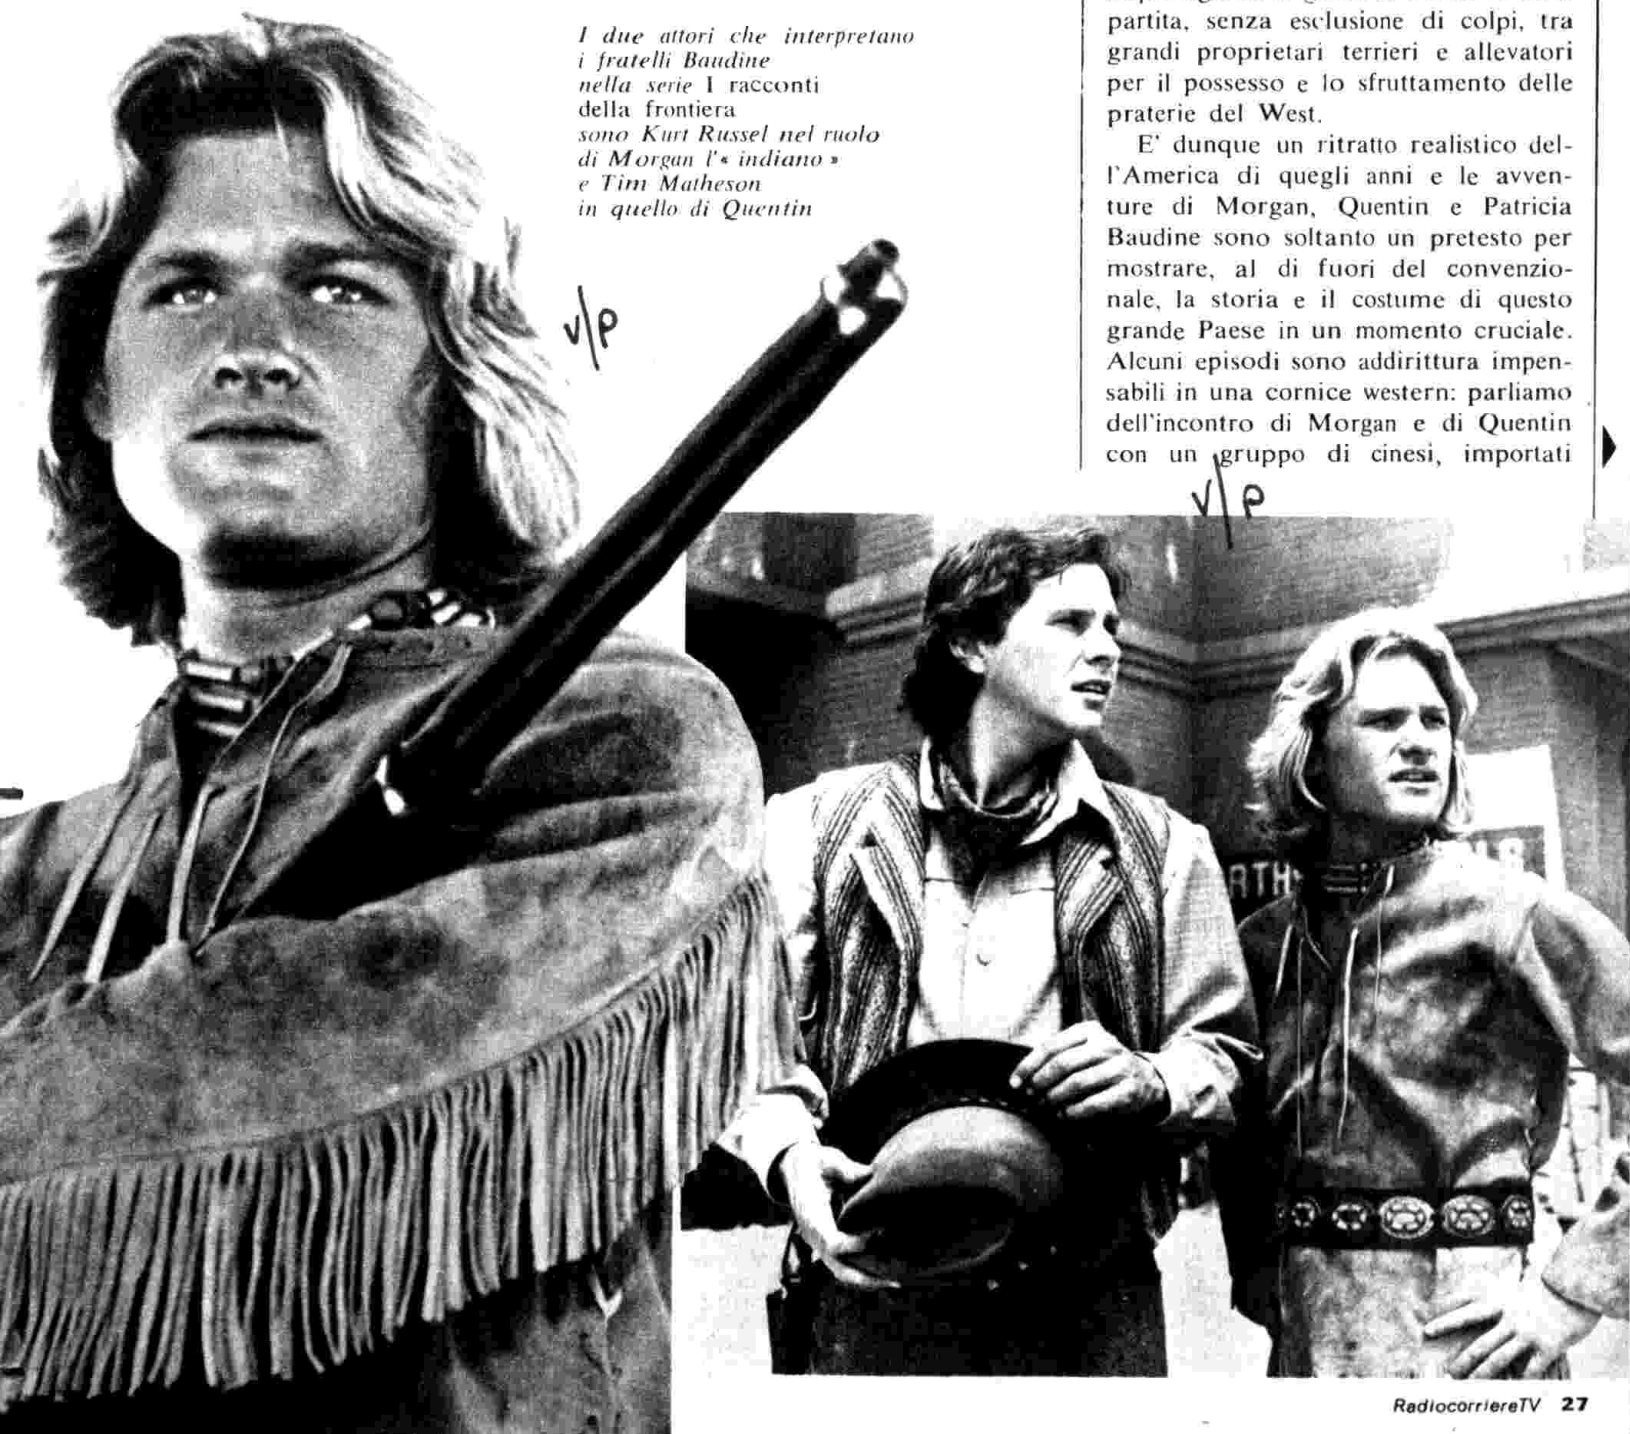 I due attori che interpretano
i fratelli Baudine
nella serie I racconti
della frontiera
sono Kurt Russel nel ruolo
di Morgan l'« indiano »
e Tim Matheson
in quello di Quentin
v/p
partita, senza esclusione di colpi, tra
grandi proprietari terrieri e allevatori
per il possesso e lo sfruttamento delle
praterie del West.
E' dunque un ritratto realistico del-
l'America di quegli anni e le avven-
ture di Morgan, Quentin e Patricia
Baudine sono soltanto un pretesto per
mostrare, al di fuori del convenzio-
nale, la storia e il costume di questo
grande Paese in un momento cruciale.
Alcuni episodi sono addirittura impen-
sabili in una cornice western: parliamo
dell'incontro di Morgan e di Quentin
con un gruppo di cinesi, importati
v/p
RTH
RadiocorriereTV 27